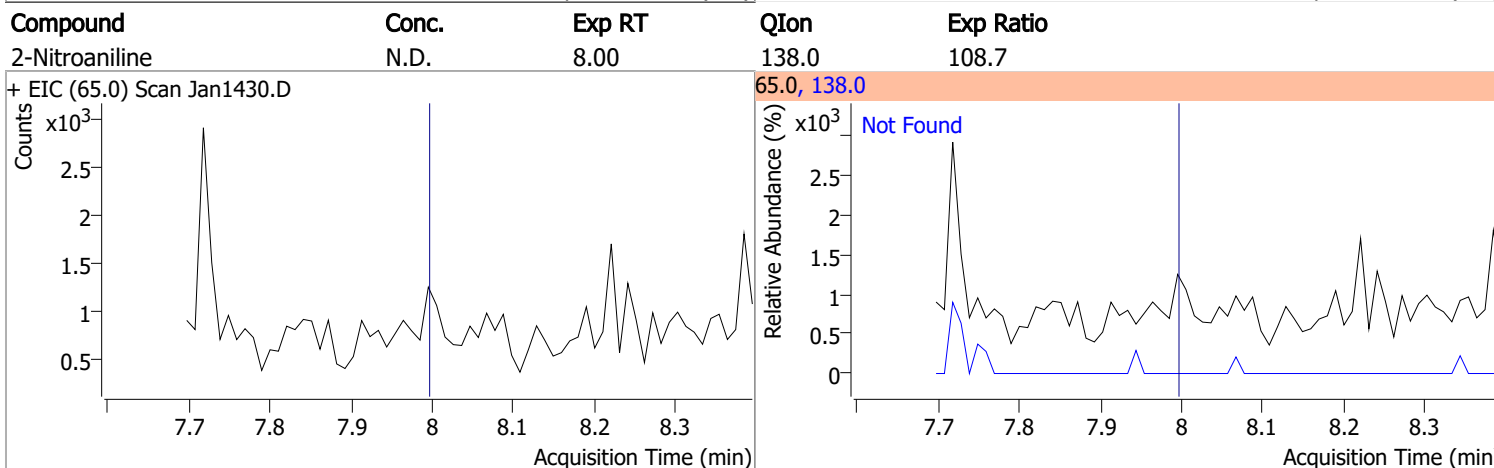 Compound Conc. Exp RT QIon Exp Ratio
2-Nitroaniline N.D. 8.00 138.0 108.7
+ EIC (65.0) Scan Jan1430.D
Counts
x10³
2.5
2
1.5
1
0.5
7.7 7.8 7.9 8 8.1 8.2 8.3
Acquisition Time (min)
65.0, 138.0
Relative Abundance (%)
x10³
Not Found
2.5
2
1.5
1
0.5
0
7.7 7.8 7.9 8 8.1 8.2 8.3
Acquisition Time (min)